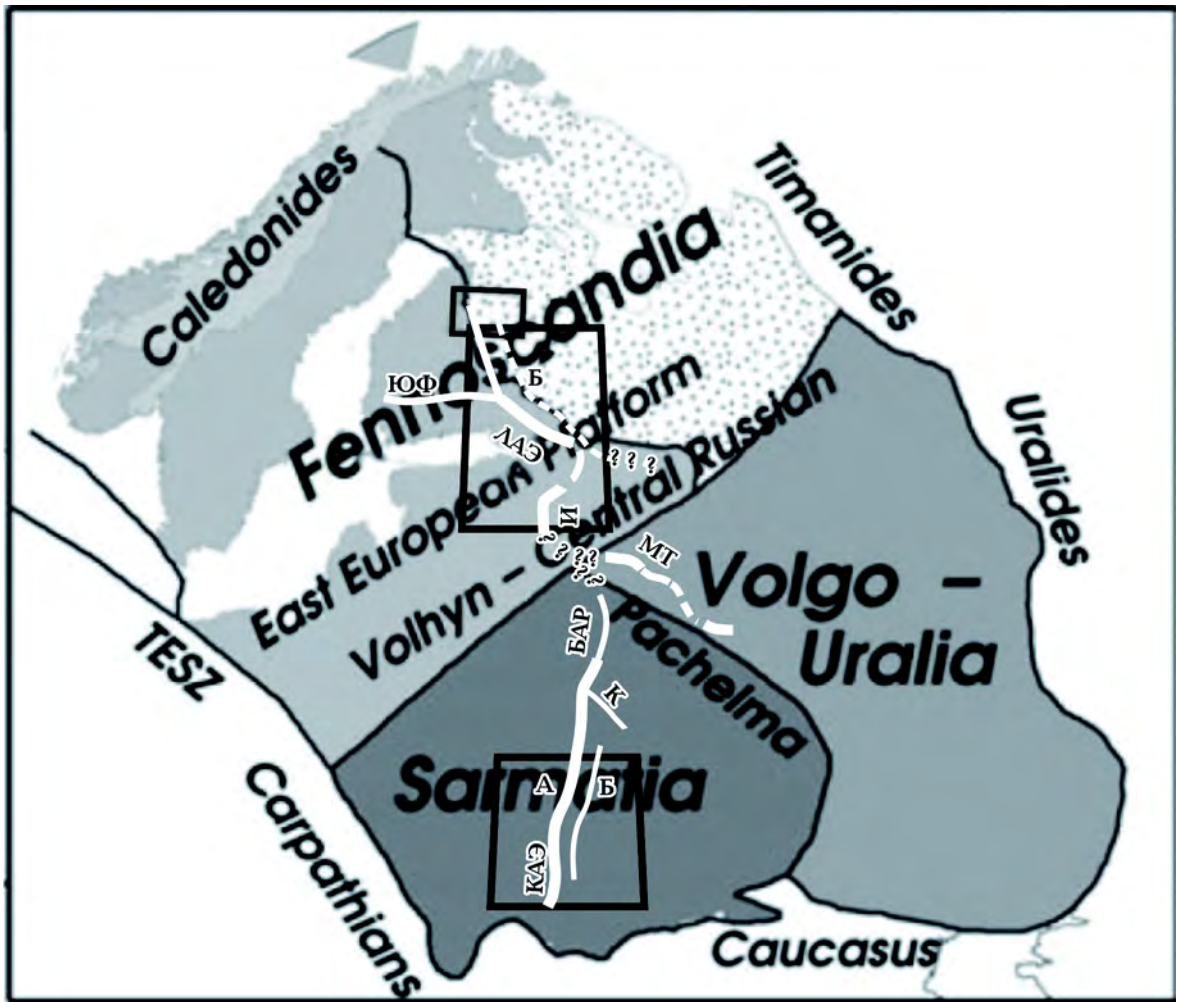 Timanides
Caledonides
Fennoscandia
Б
ЮФ
ЛАЭ
? ? ?
Uralides
East European Platform
Volhyn – Central Russian
И
? ? ? ? ? ? ?
МТ
Volgo –
Uralia
БАР
Pachelma
TESZ
К
Sarmatia
А
Б
КАЭ
Carpathians
Caucasus